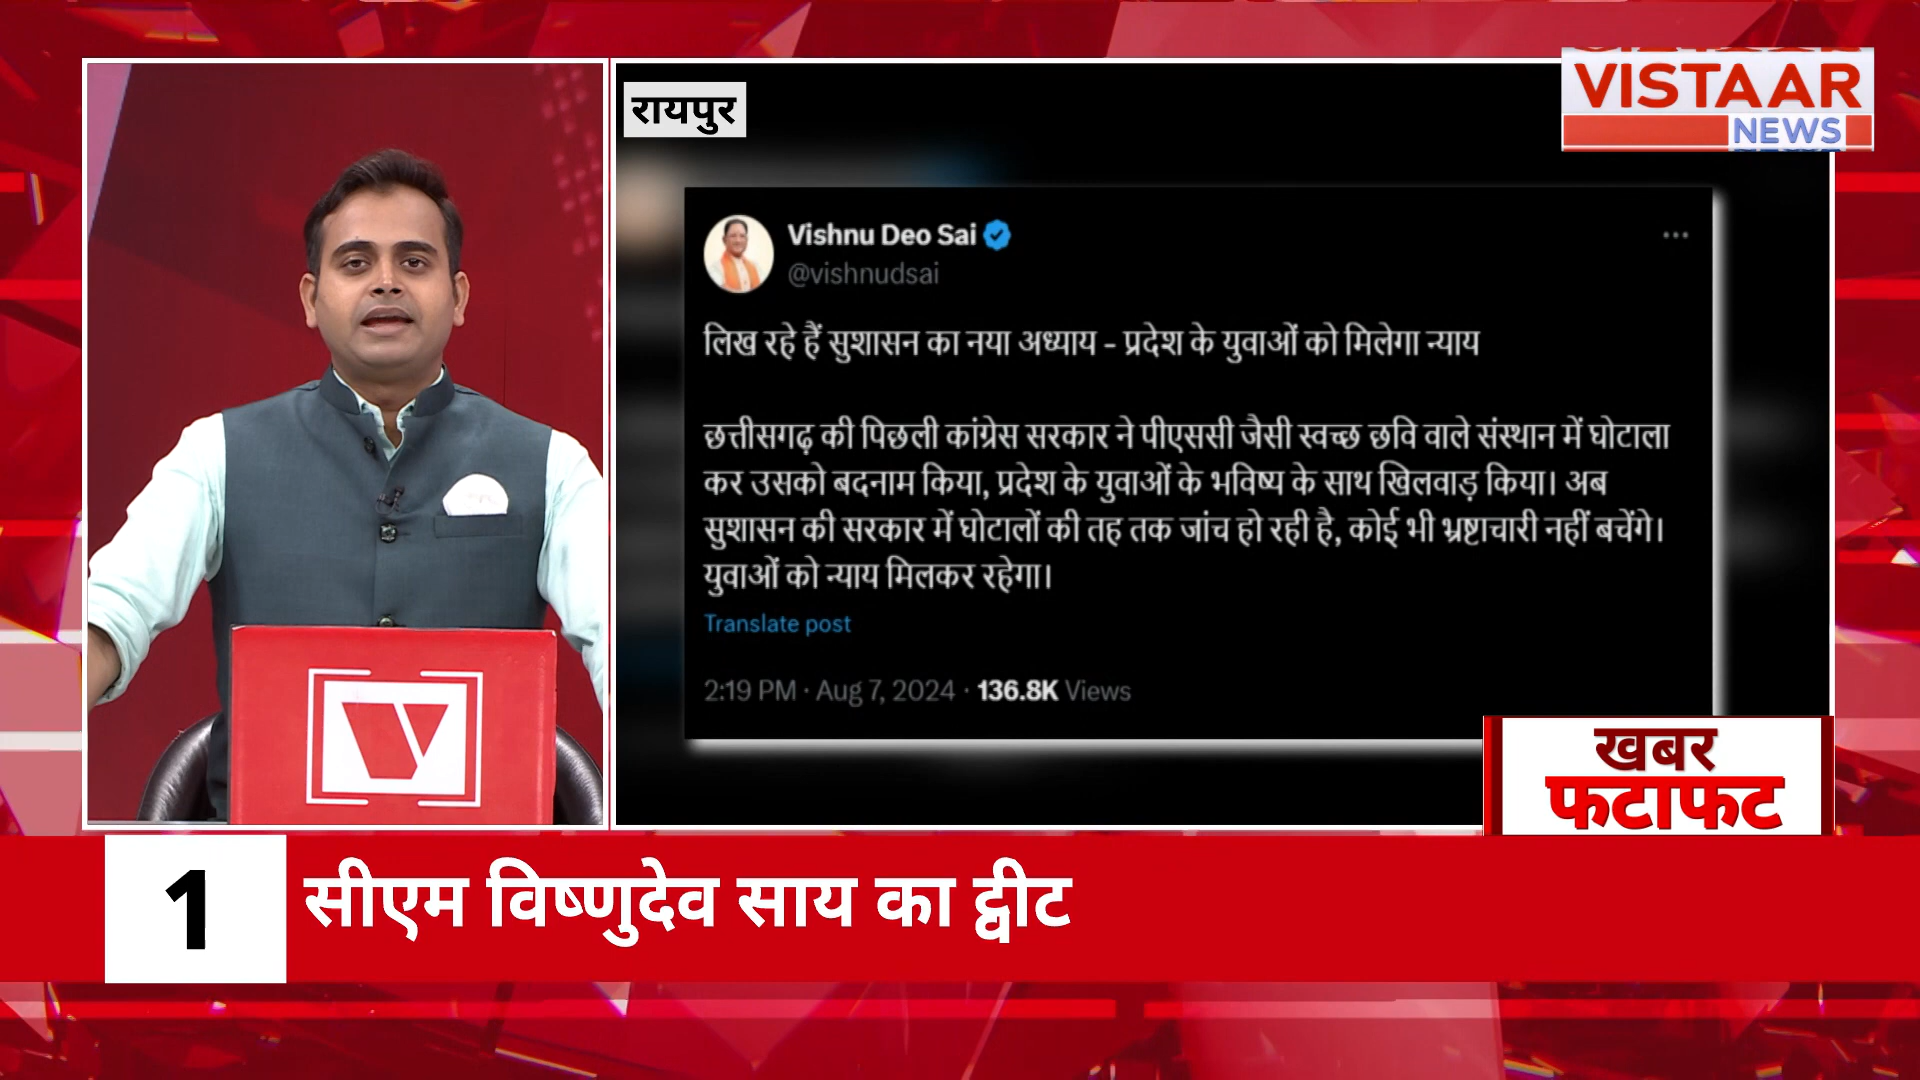 रायपुर
VISTAAR
NEWS
Vishnu Deo Sai
@vishnudsai
लिख रहे हैं सुशासन का नया अध्याय - प्रदेश के युवाओं को मिलेगा न्याय
छत्तीसगढ़ की पिछली कांग्रेस सरकार ने पीएससी जैसी स्वच्छ छवि वाले संस्थान में घोटाला
कर उसको बदनाम किया, प्रदेश के युवाओं के भविष्य के साथ खिलवाड़ किया। अब
सुशासन की सरकार में घोटालों की तह तक जांच हो रही है, कोई भी भ्रष्टाचारी नहीं बचेंगे।
युवाओं को न्याय मिलकर रहेगा।
Translate post
2:19 PM · Aug 7, 2024 · 136.8K Views
खबर
फटाफट
1 सीएम विष्णुदेव साय का ट्वीट